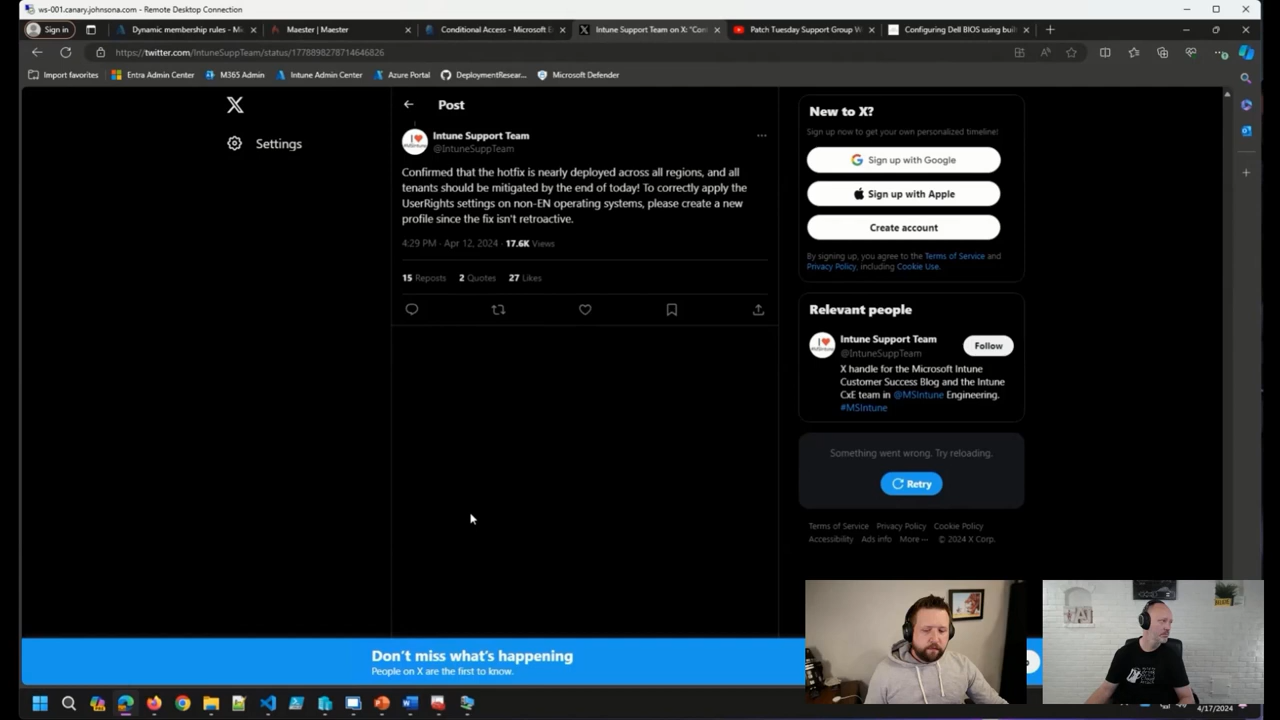 ws-001.canary.johnsona.com - Remote Desktop Connection
Sign in
Dynamic membership rules - Mi
Maester | Maester
Conditional Access - Microsoft E
Intune Support Team on X: "Con
Patch Tuesday Support Group W
Configuring Dell BIOS using buil
https://twitter.com/IntuneSuppTeam/status/1778898278714646826
Import favorites
Entra Admin Center
M365 Admin
Intune Admin Center
Azure Portal
DeploymentResear...
Microsoft Defender
Settings
Post
Intune Support Team
@IntuneSuppTeam
Confirmed that the hotfix is nearly deployed across all regions, and all
tenants should be mitigated by the end of today! To correctly apply the
UserRights settings on non-EN operating systems, please create a new
profile since the fix isn't retroactive.
4:29 PM · Apr 12, 2024 · 17.6K Views
15 Reposts 2 Quotes 27 Likes
New to X?
Sign up now to get your own personalized timeline!
Sign up with Google
Sign up with Apple
Create account
By signing up, you agree to the Terms of Service and
Privacy Policy, including Cookie Use.
Relevant people
Intune Support Team
@IntuneSuppTeam
Follow
X handle for the Microsoft Intune
Customer Success Blog and the Intune
CxE team in @MSIntune Engineering.
#MSIntune
Something went wrong. Try reloading.
Retry
Terms of Service Privacy Policy Cookie Policy
Accessibility Ads info More ··· © 2024 X Corp.
Don't miss what's happening
People on X are the first to know.
4/17/2024